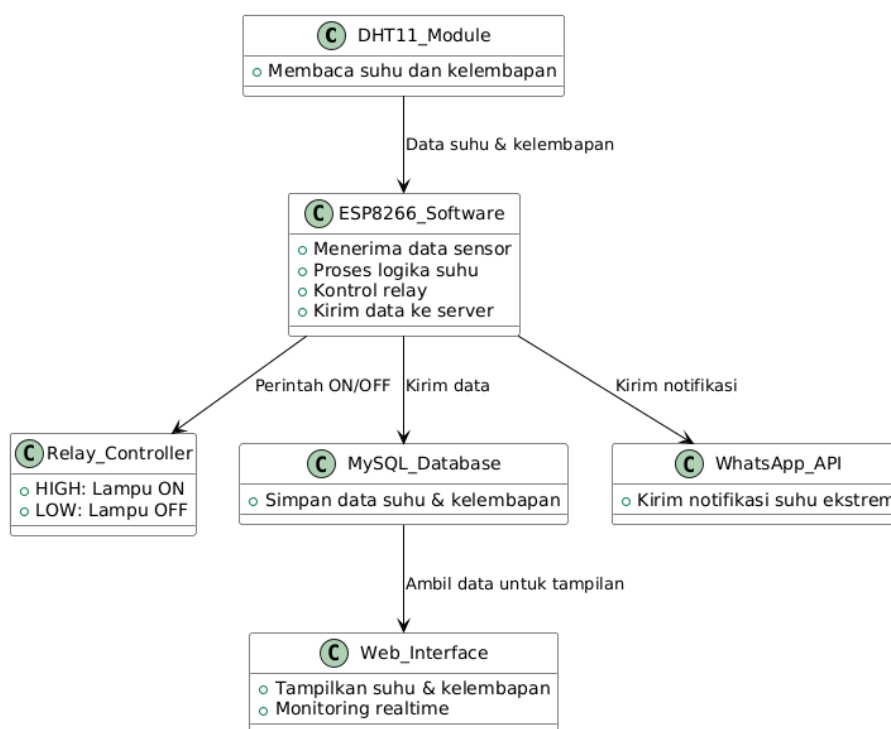 C DHT11_Module
Membaca suhu dan kelembapan
Data suhu & kelembapan
C ESP8266_Software
Menerima data sensor
Proses logika suhu
Kontrol relay
Kirim data ke server
Perintah ON/OFF
Kirim data
Kirim notifikasi
C Relay_Controller
HIGH: Lampu ON
LOW: Lampu OFF
C MySQL_Database
Simpan data suhu & kelembapan
C WhatsApp_API
Kirim notifikasi suhu ekstrem
Ambil data untuk tampilan
C Web_Interface
Tampilkan suhu & kelembapan
Monitoring realtime